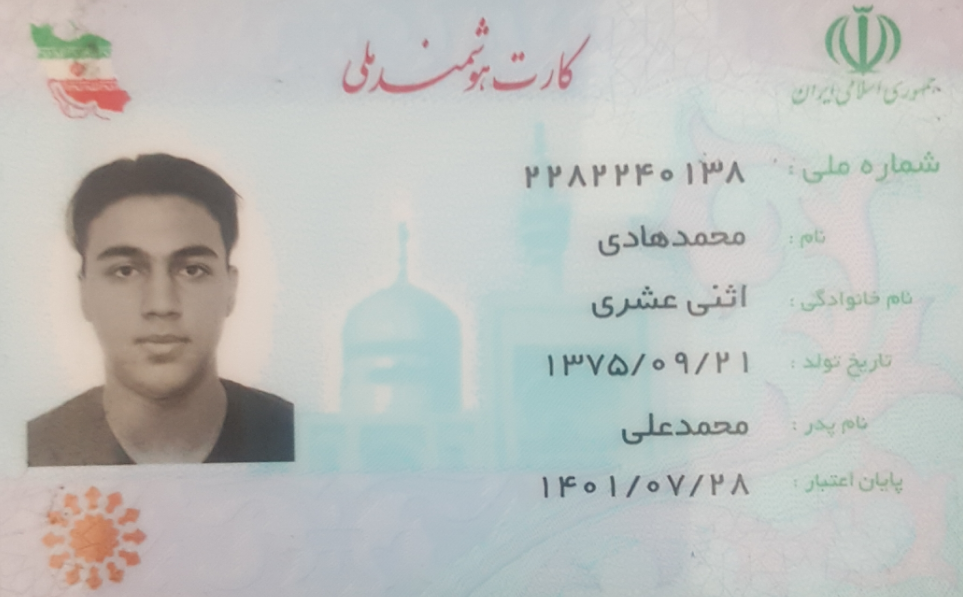 کارت هوشمند ملی
جمهوری اسلامی ایران
شماره ملی : ۲۲۸۲۲۴۰۱۳۸
نام : محمدهادی
نام خانوادگی : اثنی عشری
تاریخ تولد : ۱۳۷۵/۰۹/۲۱
نام پدر : محمدعلی
پایان اعتبار : ۱۴۰۱/۰۷/۲۸